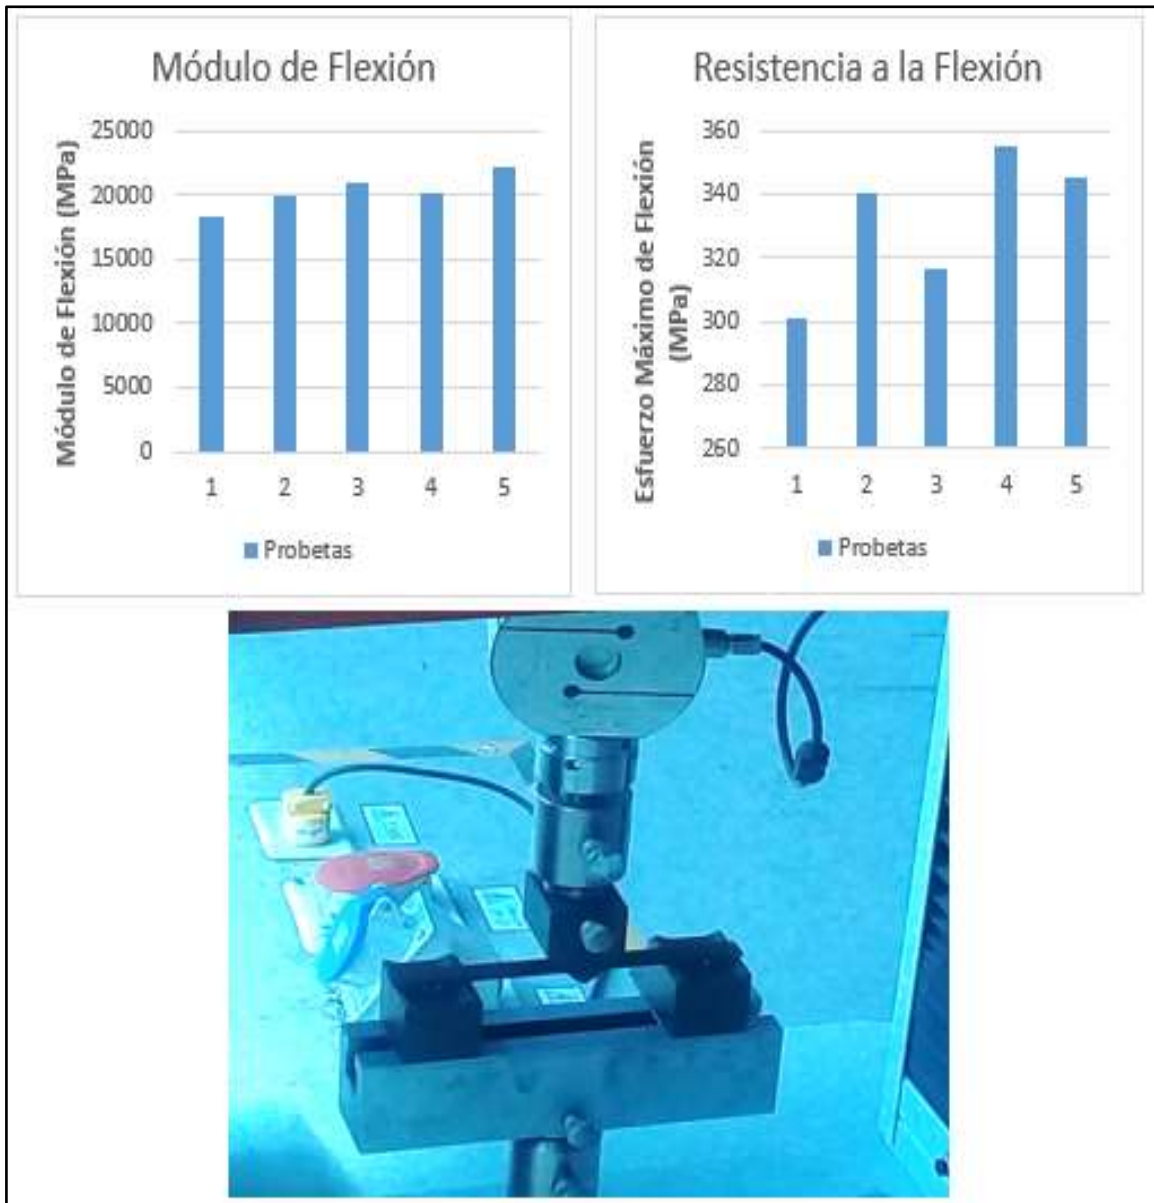 Módulo de Flexión
Módulo de Flexión (MPa)
25000
20000
15000
10000
5000
0
1 2 3 4 5
Probetas
Resistencia a la Flexión
Esfuerzo Máximo de Flexión
(MPa)
360
340
320
300
280
260
1 2 3 4 5
Probetas